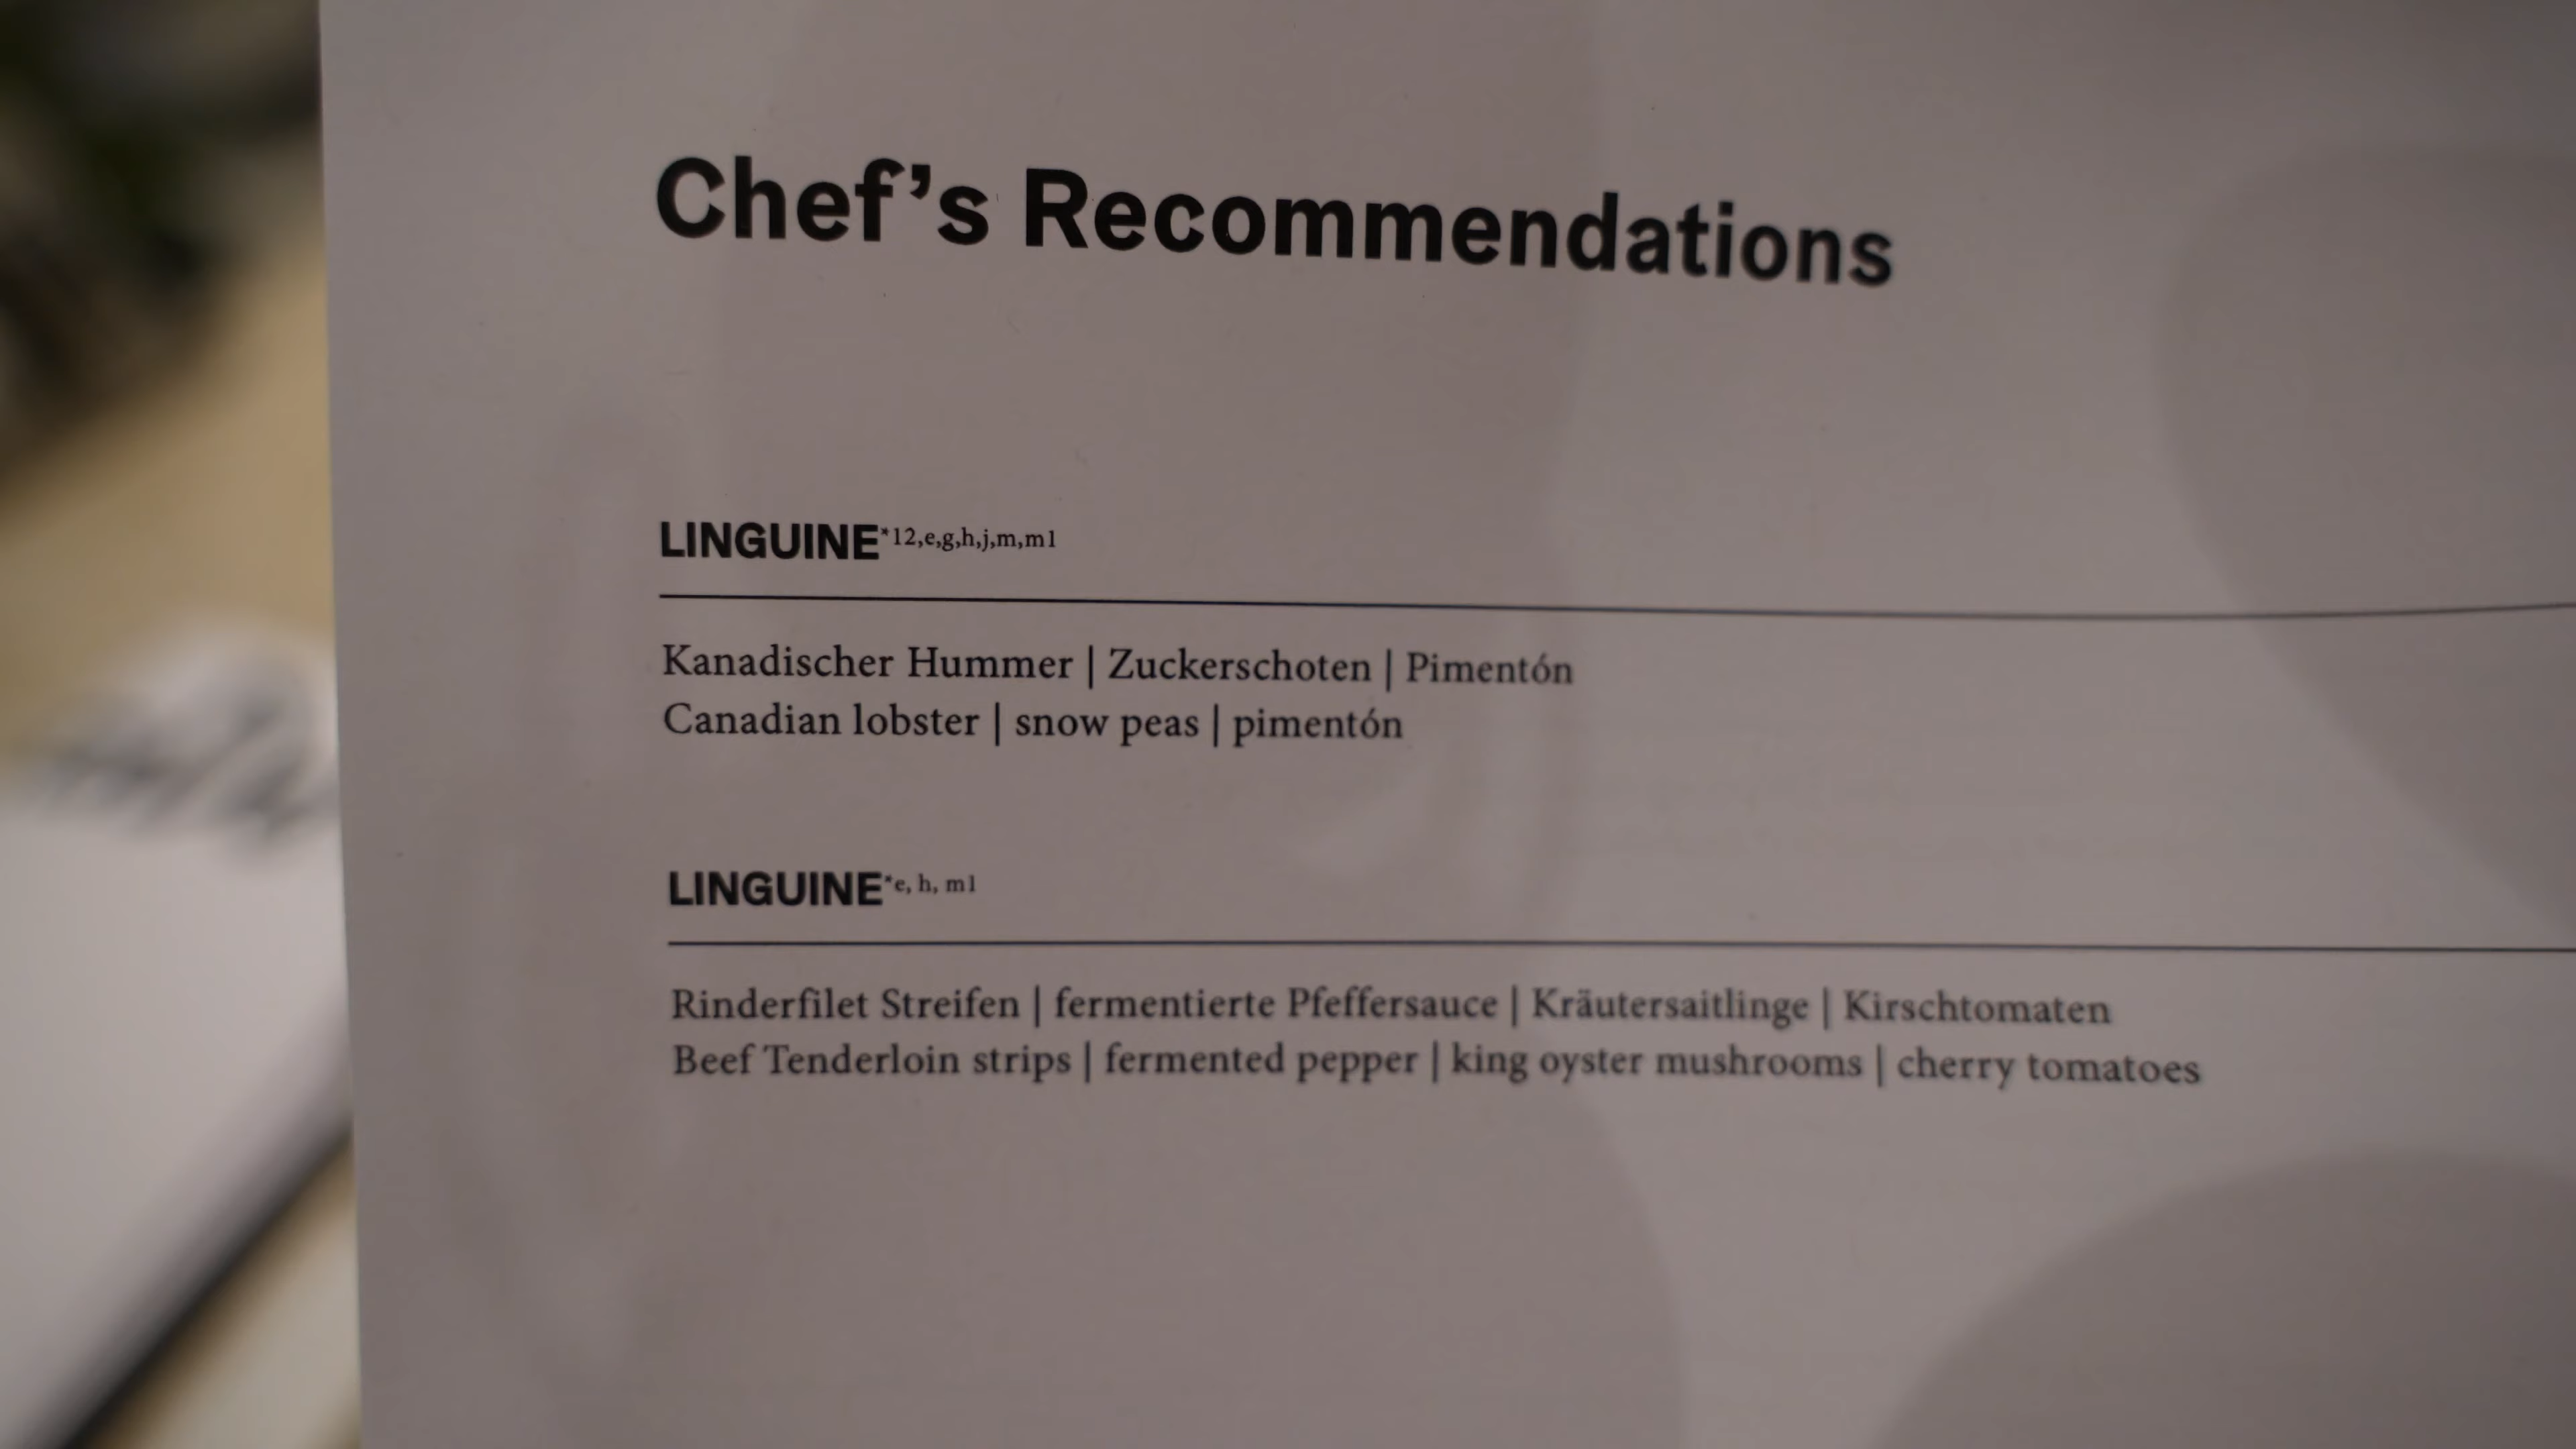 Chef’s Recommendations
LINGUINE*12,e,g,h,j,m,m1
Kanadischer Hummer | Zuckerschoten | Pimentón
Canadian lobster | snow peas | pimentón
LINGUINE*e, h, m1
Rinderfilet Streifen | fermentierte Pfeffersauce | Kräutersaitlinge | Kirschtomaten
Beef Tenderloin strips | fermented pepper | king oyster mushrooms | cherry tomatoes